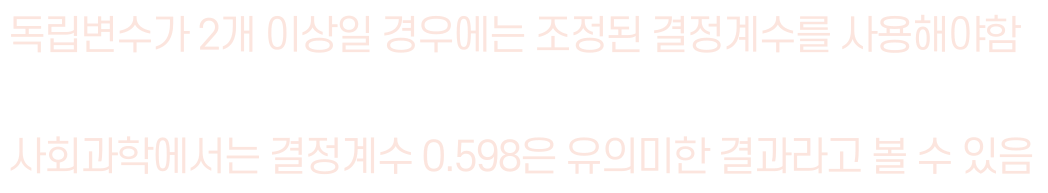 독립변수가 2개 이상일 경우에는 조정된 결정계수를 사용해야함
사회과학에서는 결정계수 0.598은 유의미한 결과라고 볼 수 있음